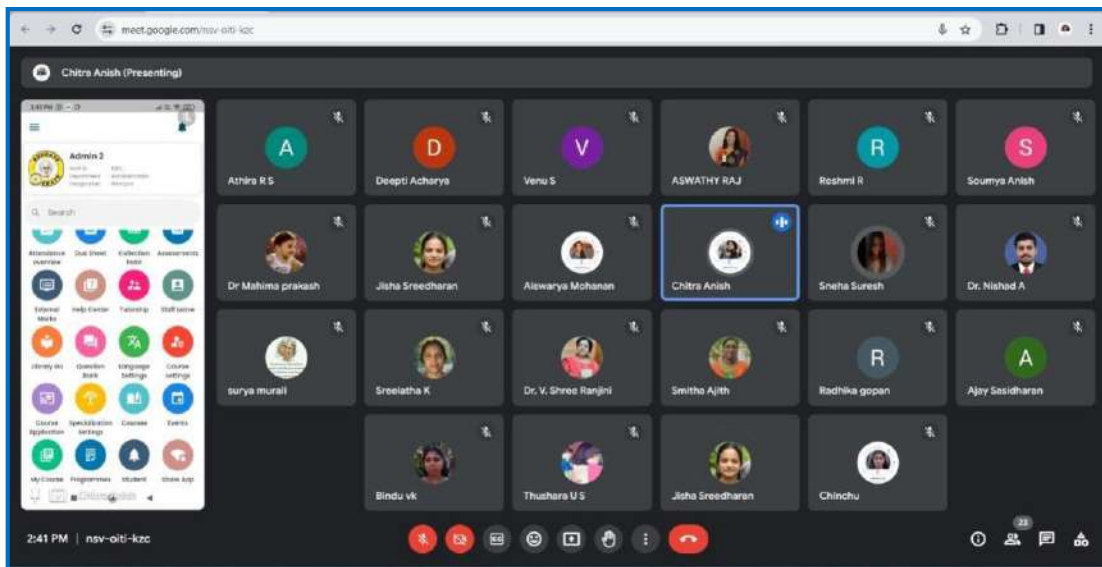 meet.google.com/nsv-oiti-kzc
Chitra Anish (Presenting)
Admin 2
Search
Attendance Overview
Due Sheet
Collection
Assessments
External Marks
Help Center
Tutorship
Staff
Question Bank
Language Settings
Course settings
Course Application
Specialization Settings
Courses
Events
My Course
Programmes
Student
Share App
A
Athira R S
D
Deepti Acharya
V
Venu S
ASWATHY RAJ
R
Reshmi R
S
Soumya Anish
Dr Mahima prakash
Jisha Sreedharan
Aiswarya Mohanan
Chitra Anish
Sneha Suresh
Dr. Nishad A
surya murali
Sreelatha K
Dr. V. Shree Ranjini
Smitha Ajith
R
Radhika gopan
A
Ajay Sasidharan
Bindu vk
Thushara U S
Jisha Sreedharan
Chinchu
2:41 PM | nsv-oiti-kzc
23